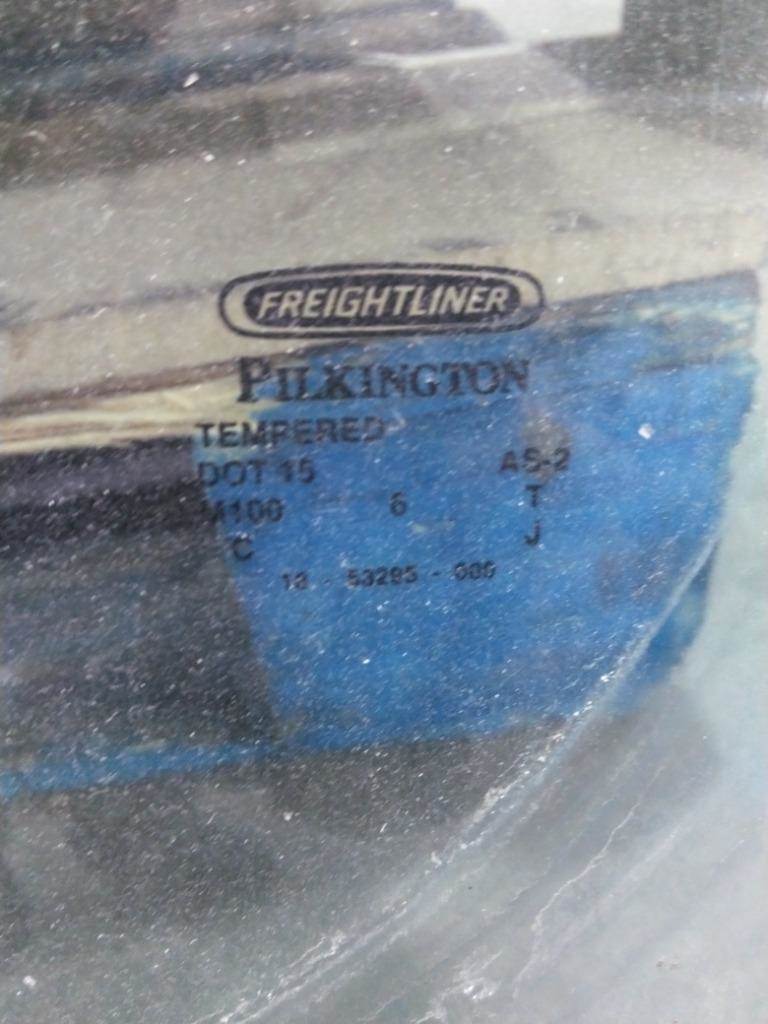 FREIGHTLINER
PILKINGTON
TEMPERED
DOT 15 AS-2
M100 6 T
C J
18 - 53295 - 000